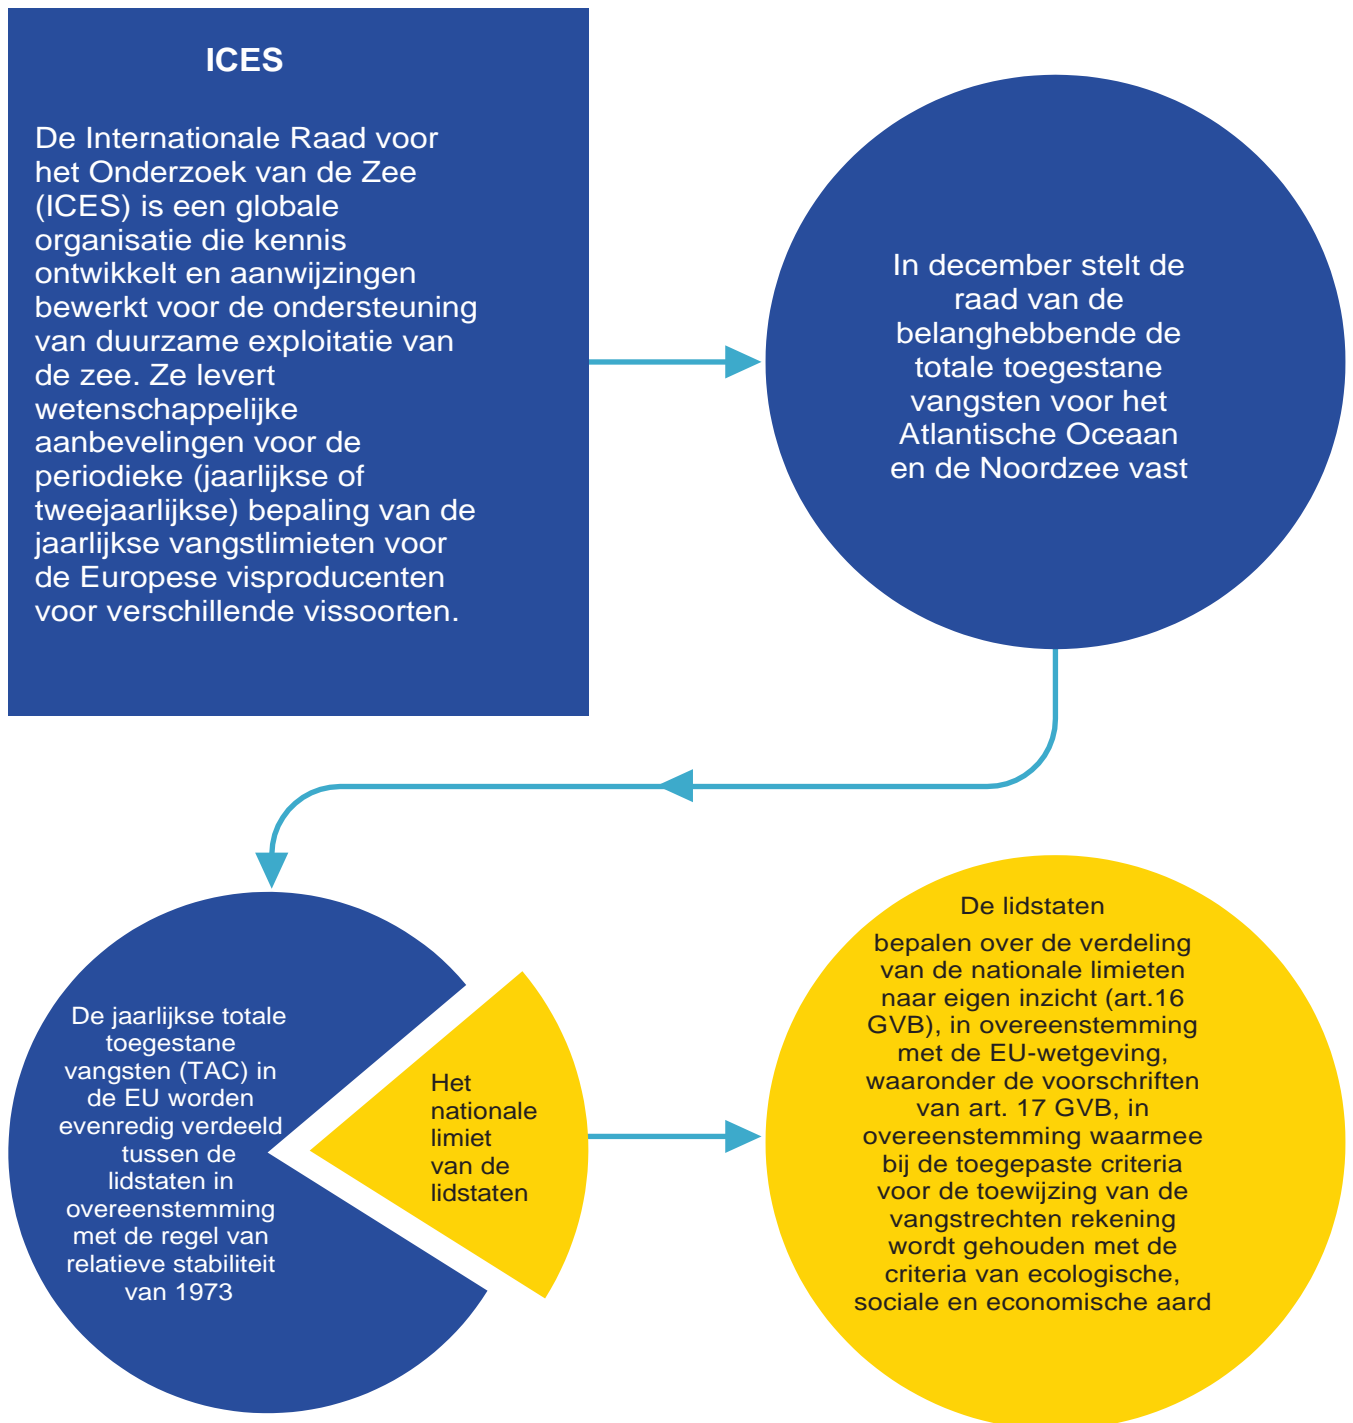 ICES
De Internationale Raad voor
het Onderzoek van de Zee
(ICES) is een globale
organisatie die kennis
ontwikkelt en aanwijzingen
bewerkt voor de ondersteuning
van duurzame exploitatie van
de zee. Ze levert
wetenschappelijke
aanbevelingen voor de
periodieke (jaarlijkse of
tweejaarlijkse) bepaling van de
jaarlijkse vangstlimieten voor
de Europese visproducenten
voor verschillende vissoorten.
In december stelt de
raad van de
belanghebbende de
totale toegestane
vangsten voor het
Atlantische Oceaan
en de Noordzee vast
De jaarlijkse totale
toegestane
vangsten (TAC) in
de EU worden
evenredig verdeeld
tussen de
lidstaten in
overeenstemming
met de regel van
relatieve stabiliteit
van 1973
Het
nationale
limiet
van de
lidstaten
De lidstaten
bepalen over de verdeling
van de nationale limieten
naar eigen inzicht (art.16
GVB), in overeenstemming
met de EU-wetgeving,
waaronder de voorschriften
van art. 17 GVB, in
overeenstemming waarmee
bij de toegepaste criteria
voor de toewijzing van de
vangstrechten rekening
wordt gehouden met de
criteria van ecologische,
sociale en economische aard